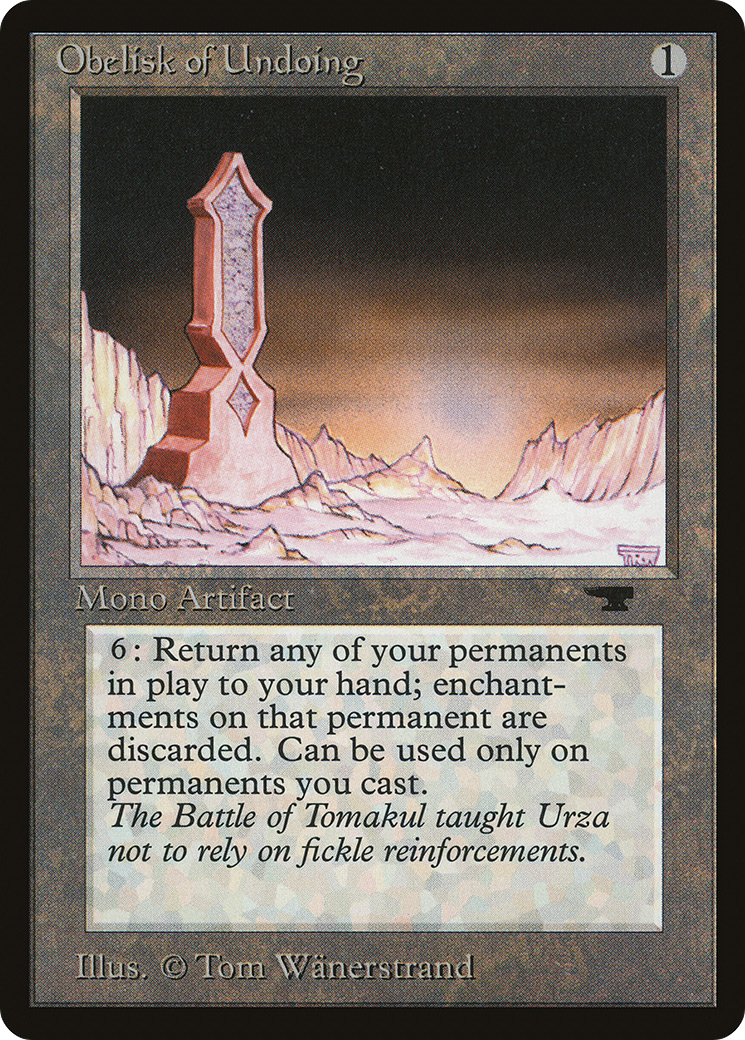 Obelisk of Undoing
1
TRW
Mono Artifact
6: Return any of your permanents
in play to your hand; enchant-
ments on that permanent are
discarded. Can be used only on
permanents you cast.
The Battle of Tomakul taught Urza
not to rely on fickle reinforcements.
Illus. © Tom Wänerstrand